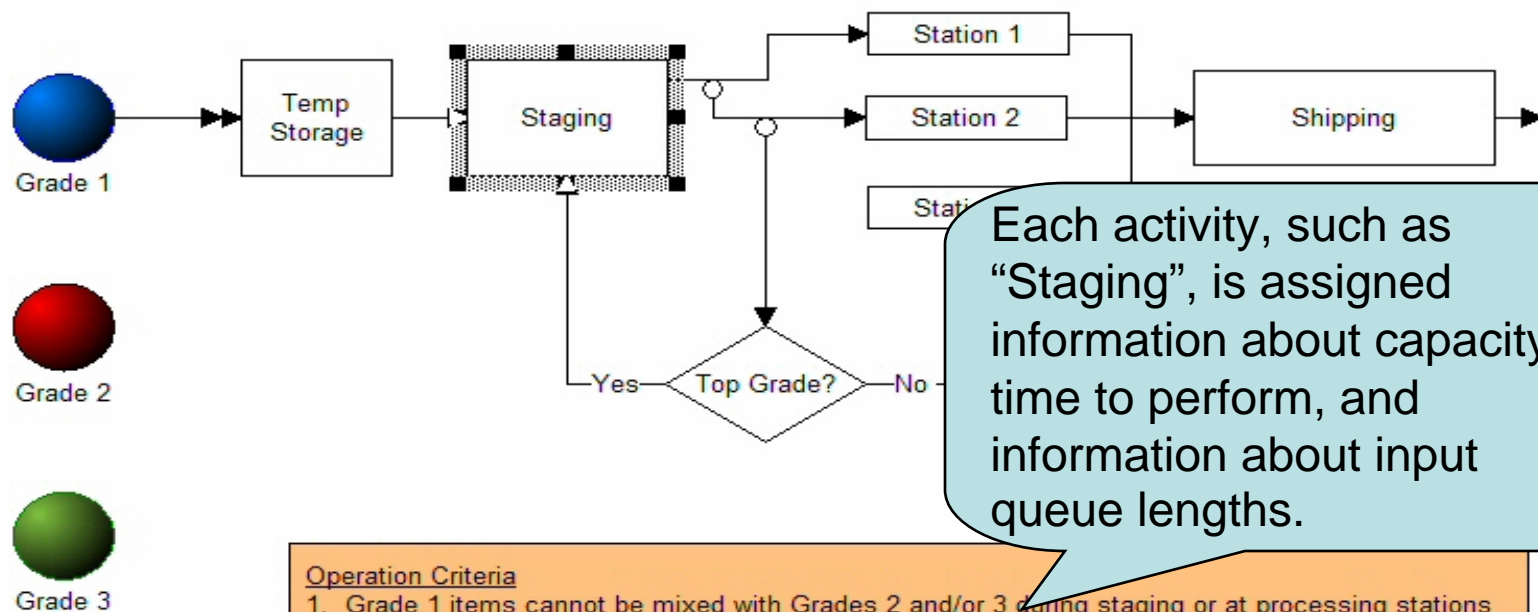 Station 1
Temp
Storage
Staging
Station 2
Shipping
Grade 1
Each activity, such as
“Staging”, is assigned
information about capacity
time to perform, and
information about input
queue lengths.
Yes
Top Grade?
No
Grade 2
Grade 3
Operation Criteria
1. Grade 1 items cannot be mixed with Grades 2 and/or 3 during staging or at processing stations